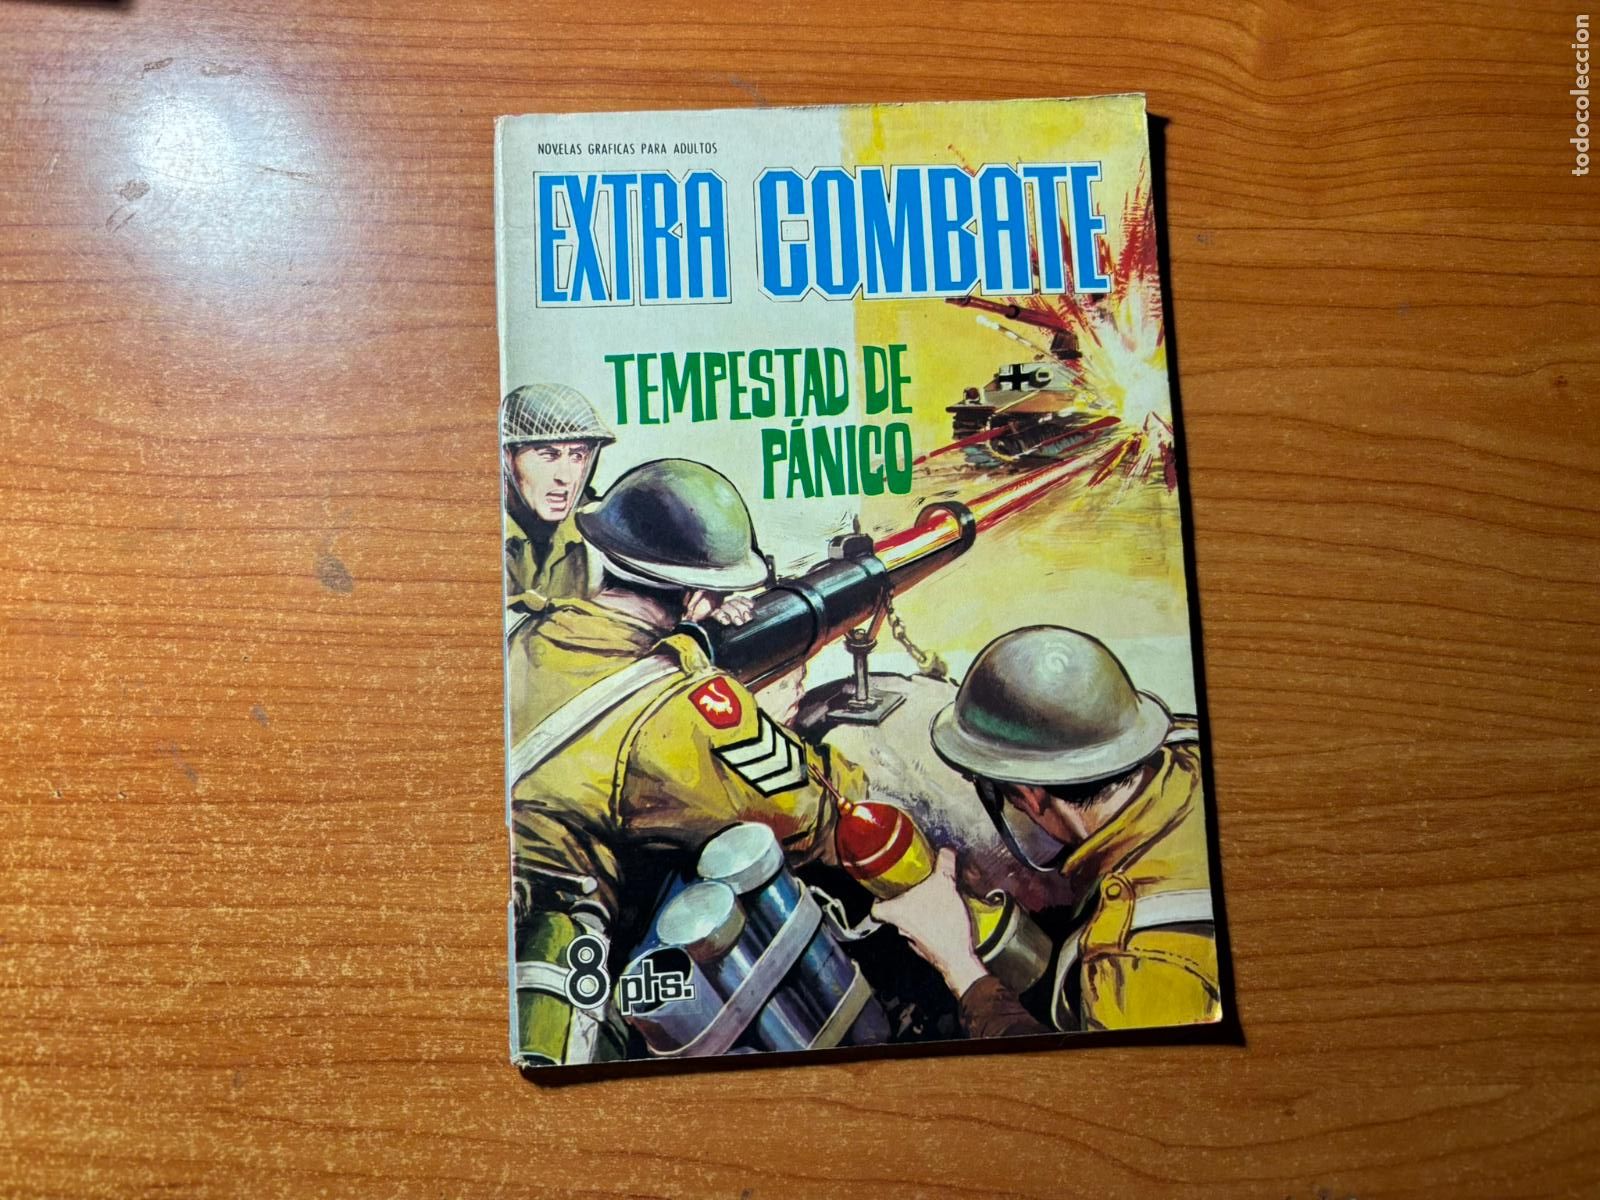 NOVELAS GRAFICAS PARA ADULTOS
EXTRA COMBATE
TEMPESTAD DE
PÁNICO
8 pts.
todocoleccion